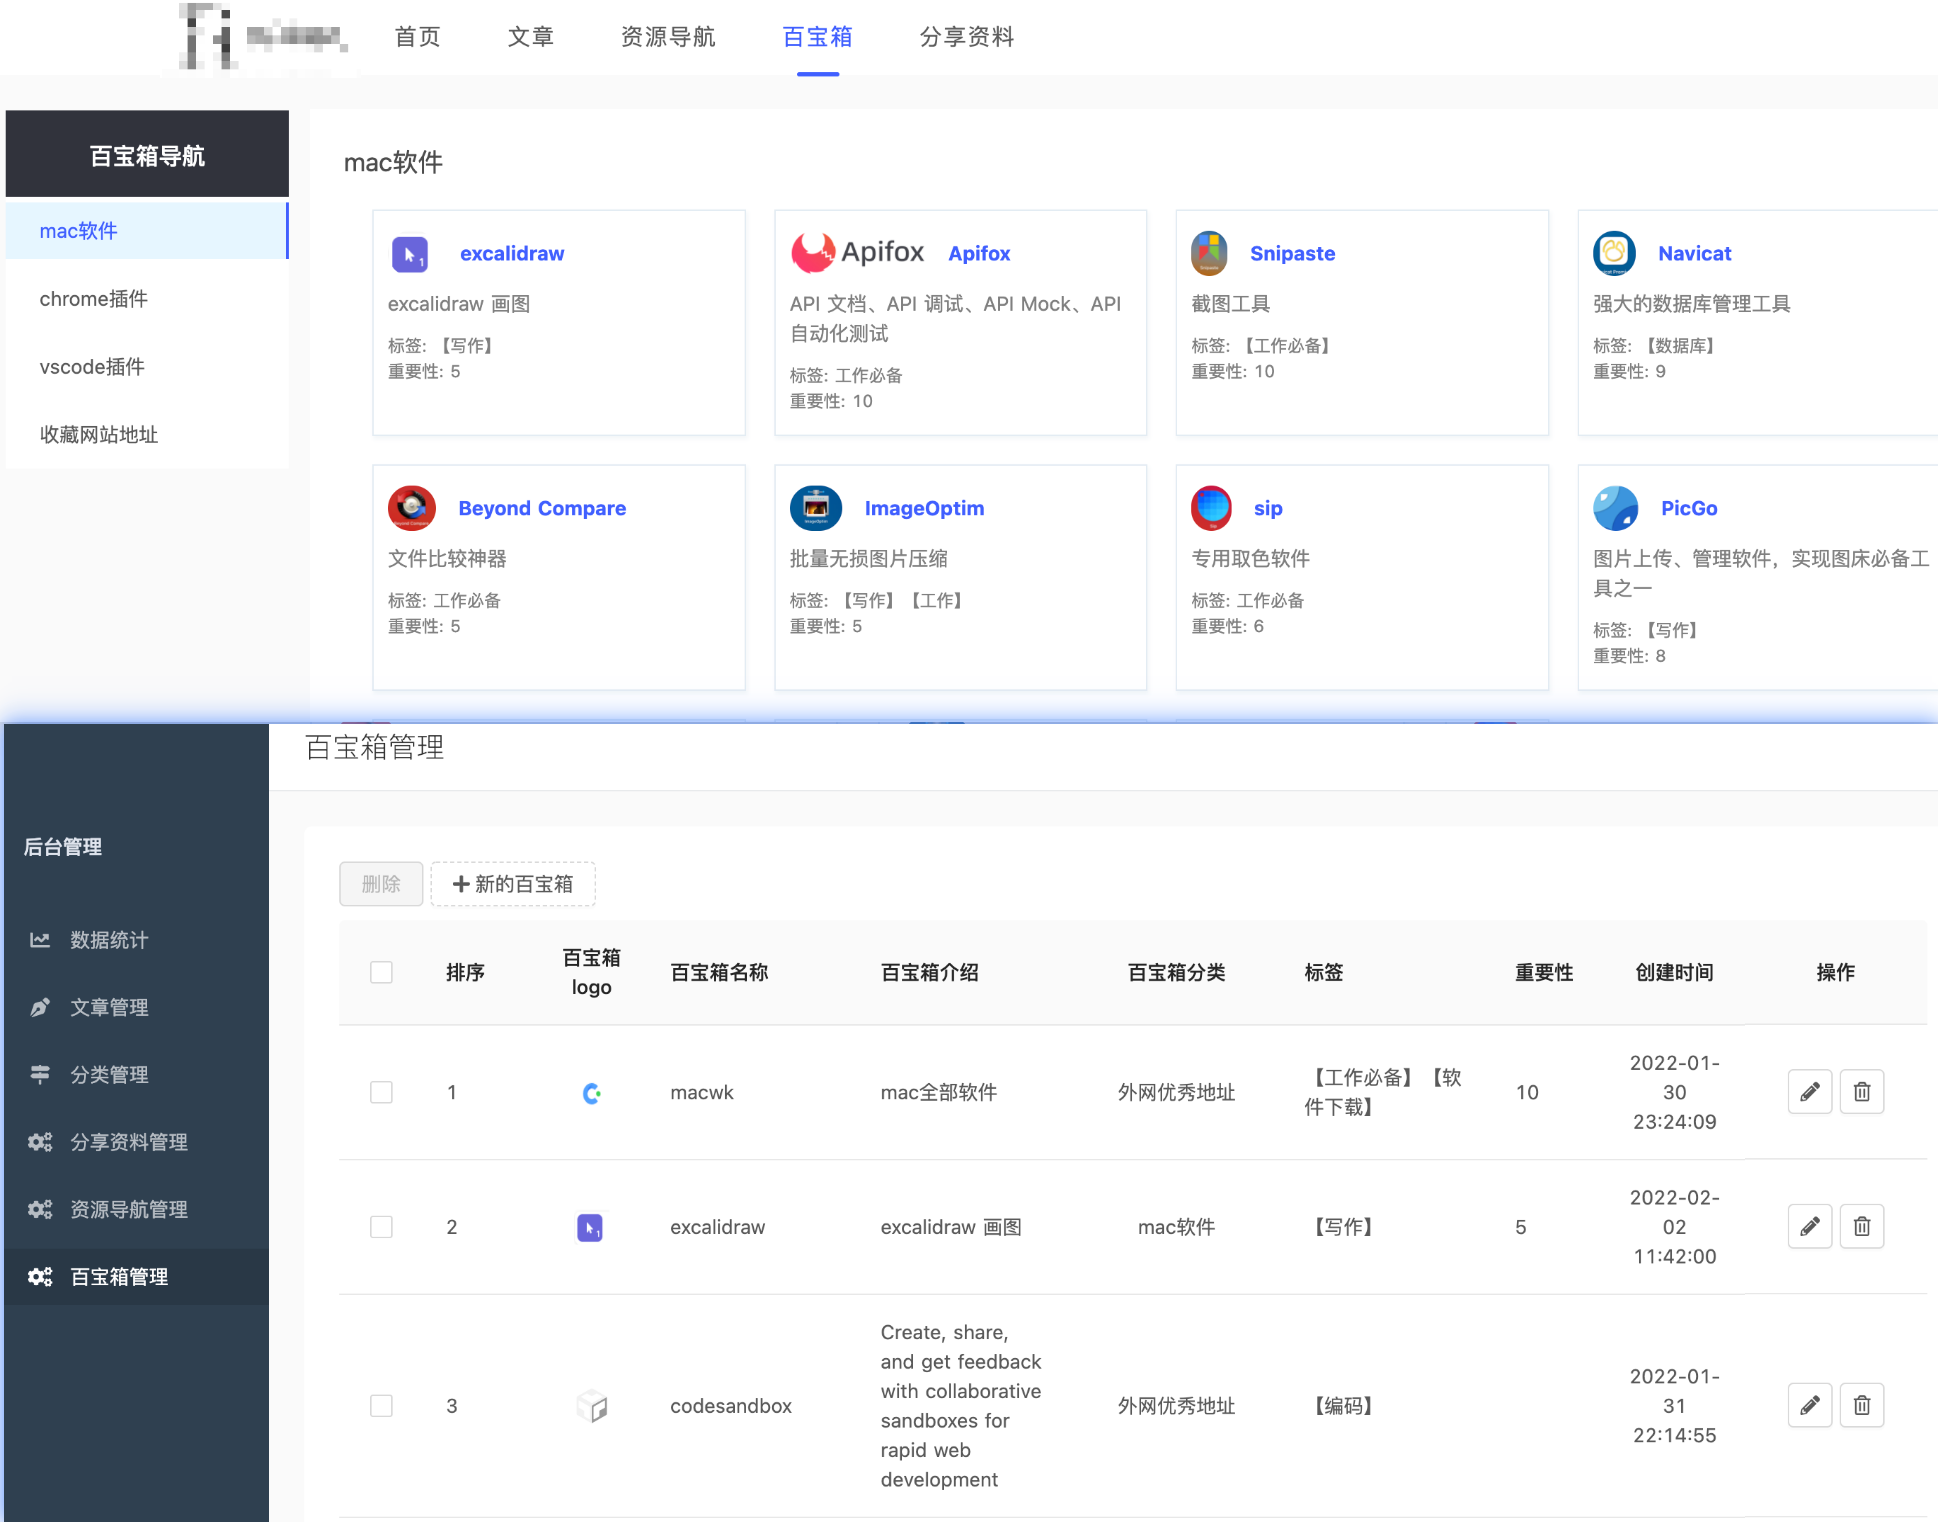 首页
文章
资源导航
百宝箱
分享资料
百宝箱导航
mac软件
chrome插件
vscode插件
收藏网站地址
mac软件
excalidraw
excalidraw 画图
标签: 【写作】
重要性: 5
Apifox
Apifox
API 文档、API 调试、API Mock、API
自动化测试
标签: 工作必备
重要性: 10
Snipaste
截图工具
标签: 【工作必备】
重要性: 10
Navicat
强大的数据库管理工具
标签: 【数据库】
重要性: 9
Beyond Compare
文件比较神器
标签: 工作必备
重要性: 5
ImageOptim
批量无损图片压缩
标签: 【写作】【工作】
重要性: 5
sip
专用取色软件
标签: 工作必备
重要性: 6
PicGo
图片上传、管理软件，实现图床必备工
具之一
标签: 【写作】
重要性: 8
百宝箱管理
后台管理
数据统计
文章管理
分类管理
分享资料管理
资源导航管理
百宝箱管理
删除
+ 新的百宝箱
排序
百宝箱
logo
百宝箱名称
百宝箱介绍
百宝箱分类
标签
重要性
创建时间
操作
1
macwk
mac全部软件
外网优秀地址
【工作必备】【软
件下载】
10
2022-01-
30
23:24:09
2
excalidraw
excalidraw 画图
mac软件
【写作】
5
2022-02-
02
11:42:00
3
codesandbox
Create, share,
and get feedback
with collaborative
sandboxes for
rapid web
development
外网优秀地址
【编码】
2022-01-
31
22:14:55